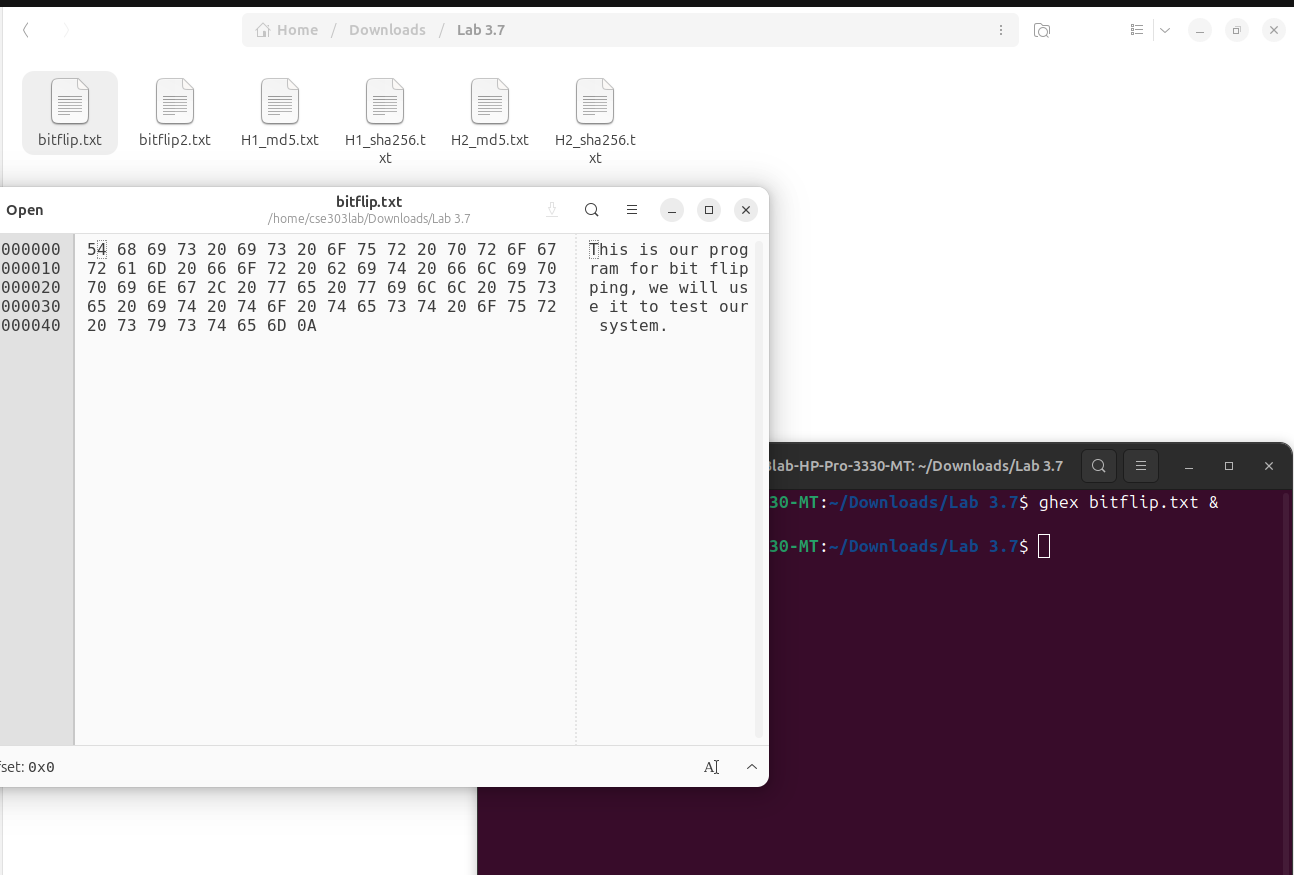 Home / Downloads / Lab 3.7
bitflip.txt
bitflip2.txt
H1_md5.txt
H1_sha256.t
xt
H2_md5.txt
H2_sha256.t
xt
Open
bitflip.txt
/home/cse303lab/Downloads/Lab 3.7
000000 54 68 69 73 20 69 73 20 6F 75 72 20 70 72 6F 67 This is our prog
000010 72 61 6D 20 66 6F 72 20 62 69 74 20 66 6C 69 70 ram for bit flip
000020 70 69 6E 67 2C 20 77 65 20 77 69 6C 6C 20 75 73 ping, we will us
000030 65 20 69 74 20 74 6F 20 74 65 73 74 20 6F 75 72 e it to test our
000040 20 73 79 73 74 65 6D 0A system.
set: 0x0
lab-HP-Pro-3330-MT: ~/Downloads/Lab 3.7
30-MT:~/Downloads/Lab 3.7$ ghex bitflip.txt &
30-MT:~/Downloads/Lab 3.7$